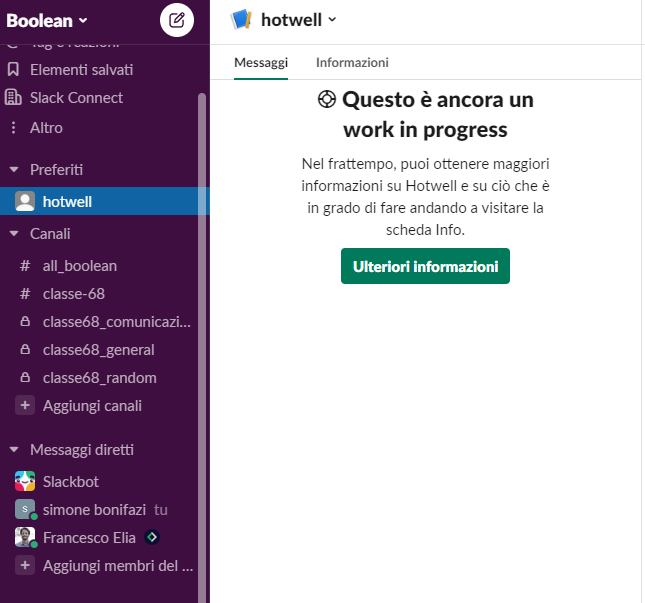 Boolean
Tag e reazioni
Elementi salvati
Slack Connect
Altro
Preferiti
hotwell
Canali
# all_boolean
# classe-68
classe68_comunicazi...
classe68_general
classe68_random
+ Aggiungi canali
Messaggi diretti
Slackbot
s simone bonifazi tu
Francesco Elia
+ Aggiungi membri del ...
hotwell
Messaggi Informazioni
Questo è ancora un
work in progress
Nel frattempo, puoi ottenere maggiori
informazioni su Hotwell e su ciò che è
in grado di fare andando a visitare la
scheda Info.
Ulteriori informazioni